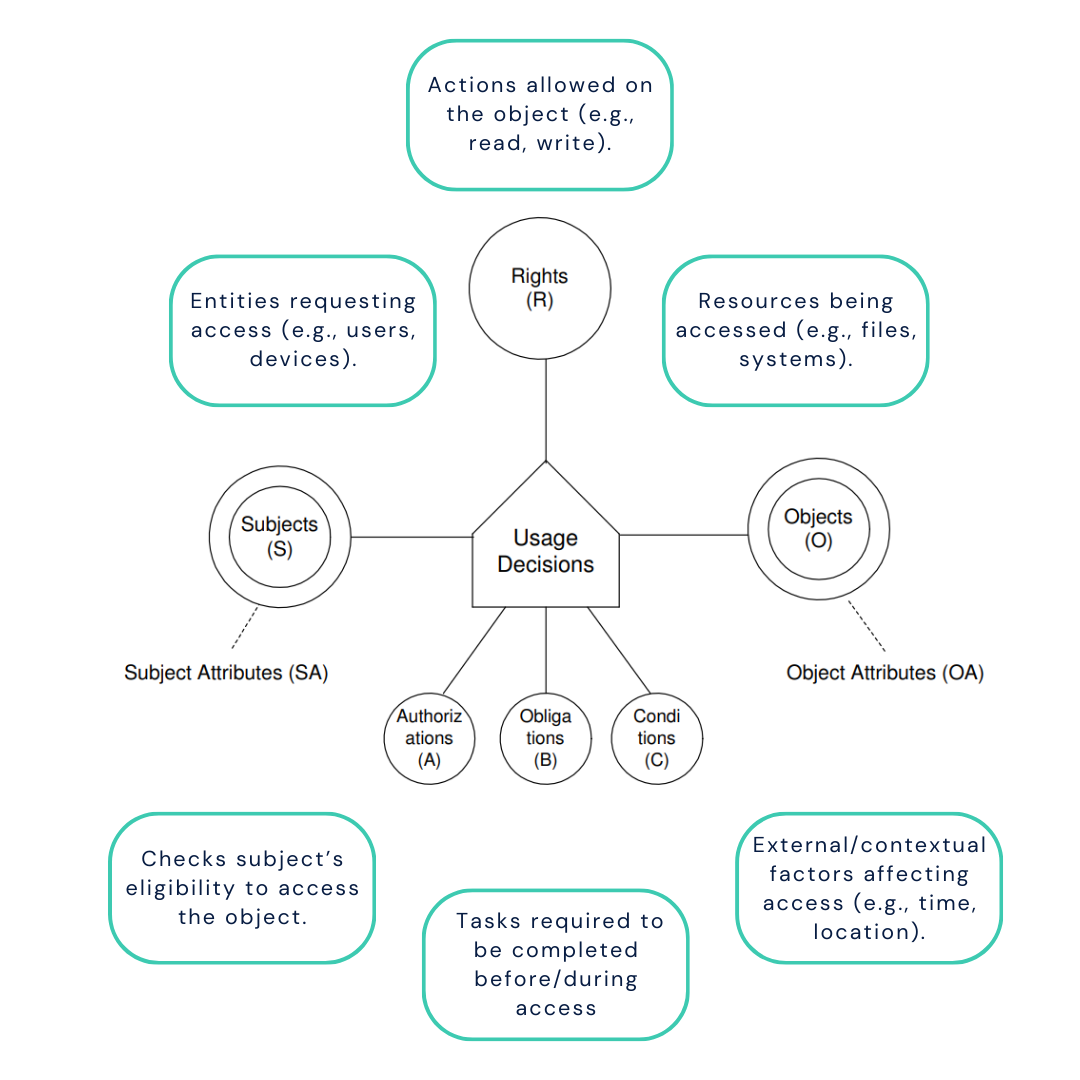 Actions allowed on
the object (e.g.,
read, write).
Rights
(R)
Entities requesting
access (e.g., users,
devices).
Resources being
accessed (e.g., files,
systems).
Subjects
(S)
Usage
Decisions
Objects
(O)
Subject Attributes (SA)
Object Attributes (OA)
Authoriz
ations
(A)
Obliga
tions
(B)
Condi
tions
(C)
Checks subject’s
eligibility to access
the object.
Tasks required to
be completed
before/during
access
External/contextual
factors affecting
access (e.g., time,
location).